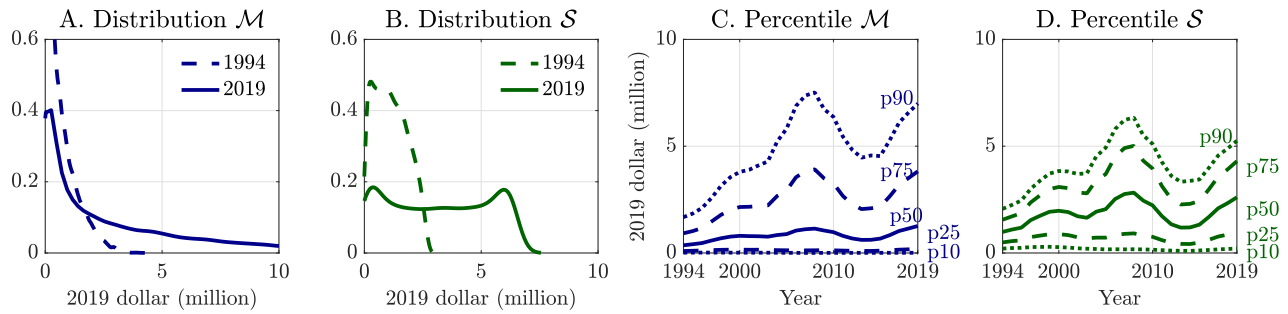 A. Distribution ℳ
0.6
0.4
0.2
0
1994
2019
0 5 10
2019 dollar (million)
B. Distribution 𝒮
0.6
0.4
0.2
0
1994
2019
0 5 10
2019 dollar (million)
C. Percentile ℳ
2019 dollar (million)
10
5
0
p90
p75
p50
p25
p10
1994 2000 2010 2019
Year
D. Percentile 𝒮
10
5
0
p90
p75
p50
p25
p10
1994 2000 2010 2019
Year